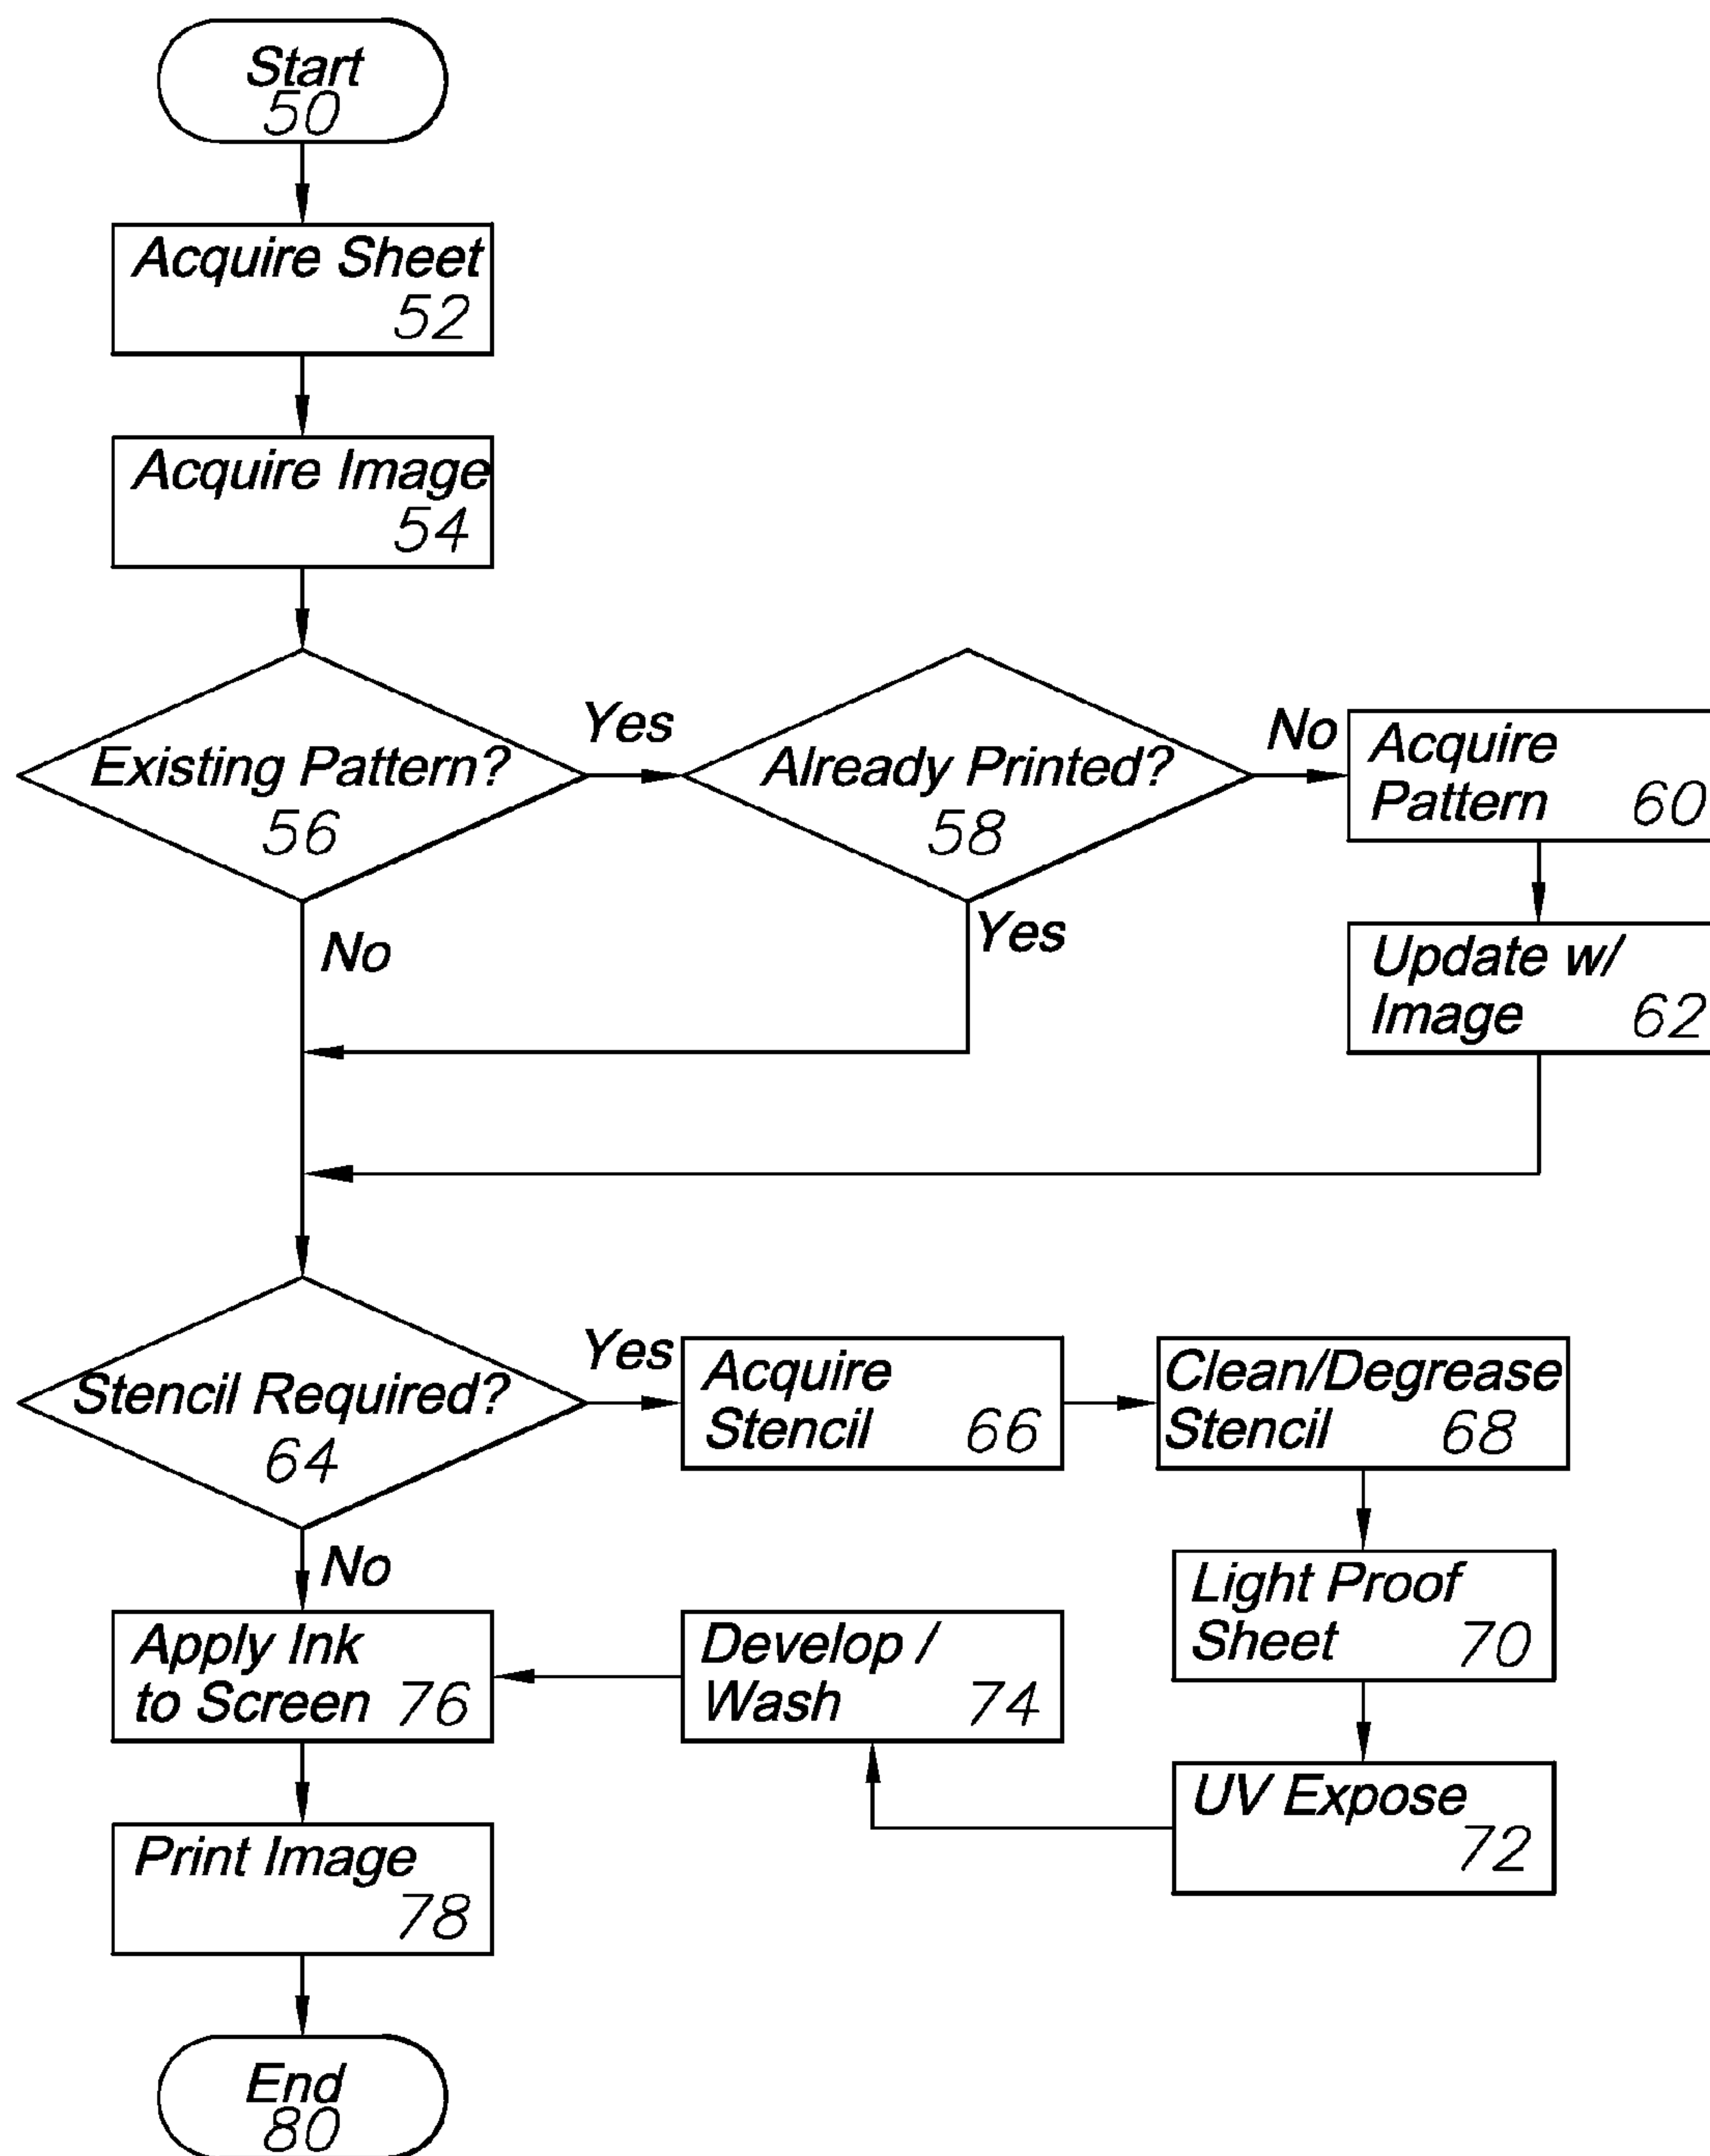 Start
50
Acquire Sheet
52
Acquire Image
54
Existing Pattern?
56
Yes
No
Already Printed?
58
No
Yes
Acquire
Pattern 60
Update w/
Image 62
Stencil Required?
64
Yes
No
Acquire
Stencil 66
Clean/Degrease
Stencil 68
Light Proof
Sheet 70
UV Expose
72
Develop /
Wash 74
Apply Ink
to Screen 76
Print Image
78
End
80